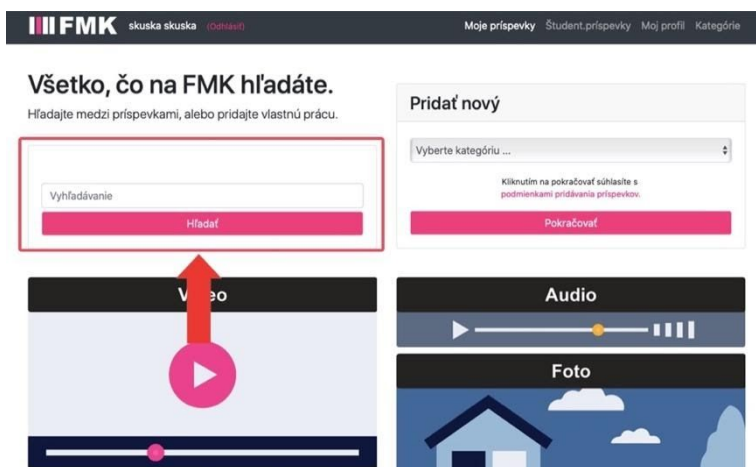 FMK skuska skuska (Odhlásiť)
Moje príspevky Študent.príspevky Moj profil Kategórie
Všetko, čo na FMK hľadáte.
Hľadajte medzi príspevkami, alebo pridajte vlastnú prácu.
Vyhľadávanie
Hľadať
Pridať nový
Vyberte kategóriu ...
Kliknutím na pokračovať súhlasíte s
podmienkami pridávania príspevkov.
Pokračovať
Audio
Foto